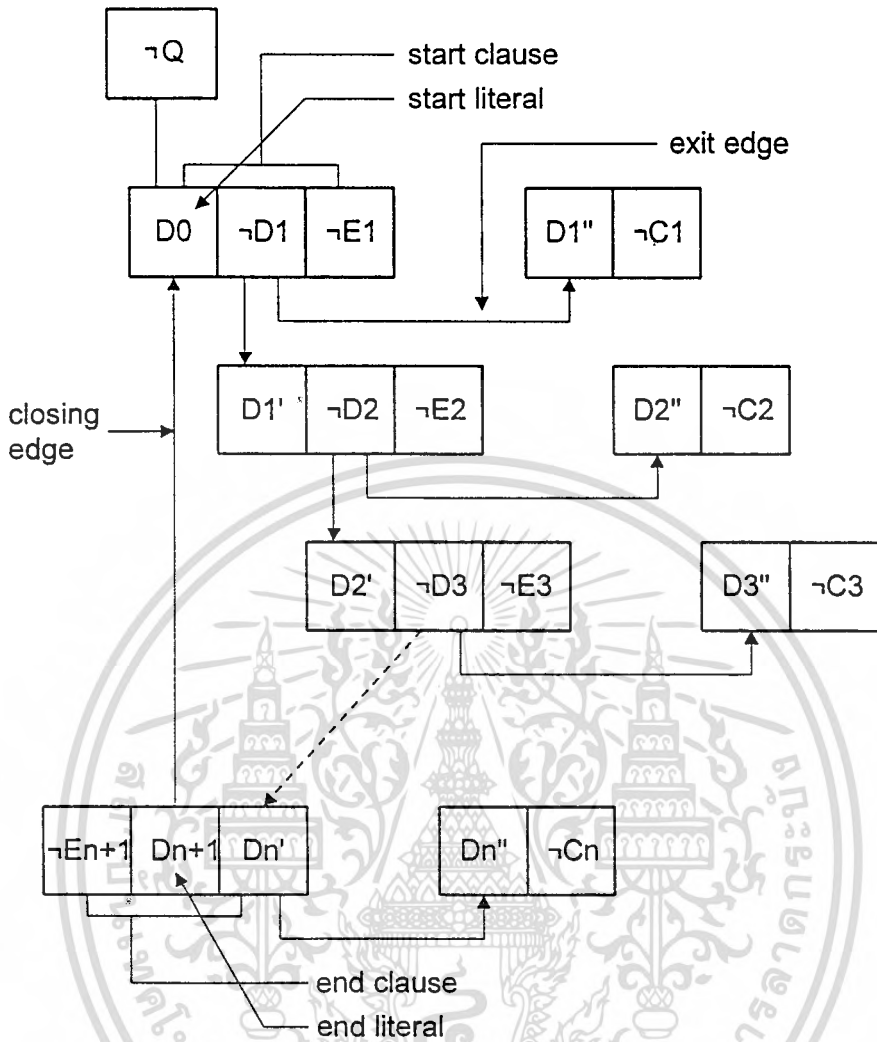 ¬Q
start clause
start literal
exit edge
D0 ¬D1 ¬E1
D1" ¬C1
closing
edge
D1' ¬D2 ¬E2
D2" ¬C2
D2' ¬D3 ¬E3
D3" ¬C3
¬En+1 Dn+1 Dn'
Dn" ¬Cn
end clause
end literal